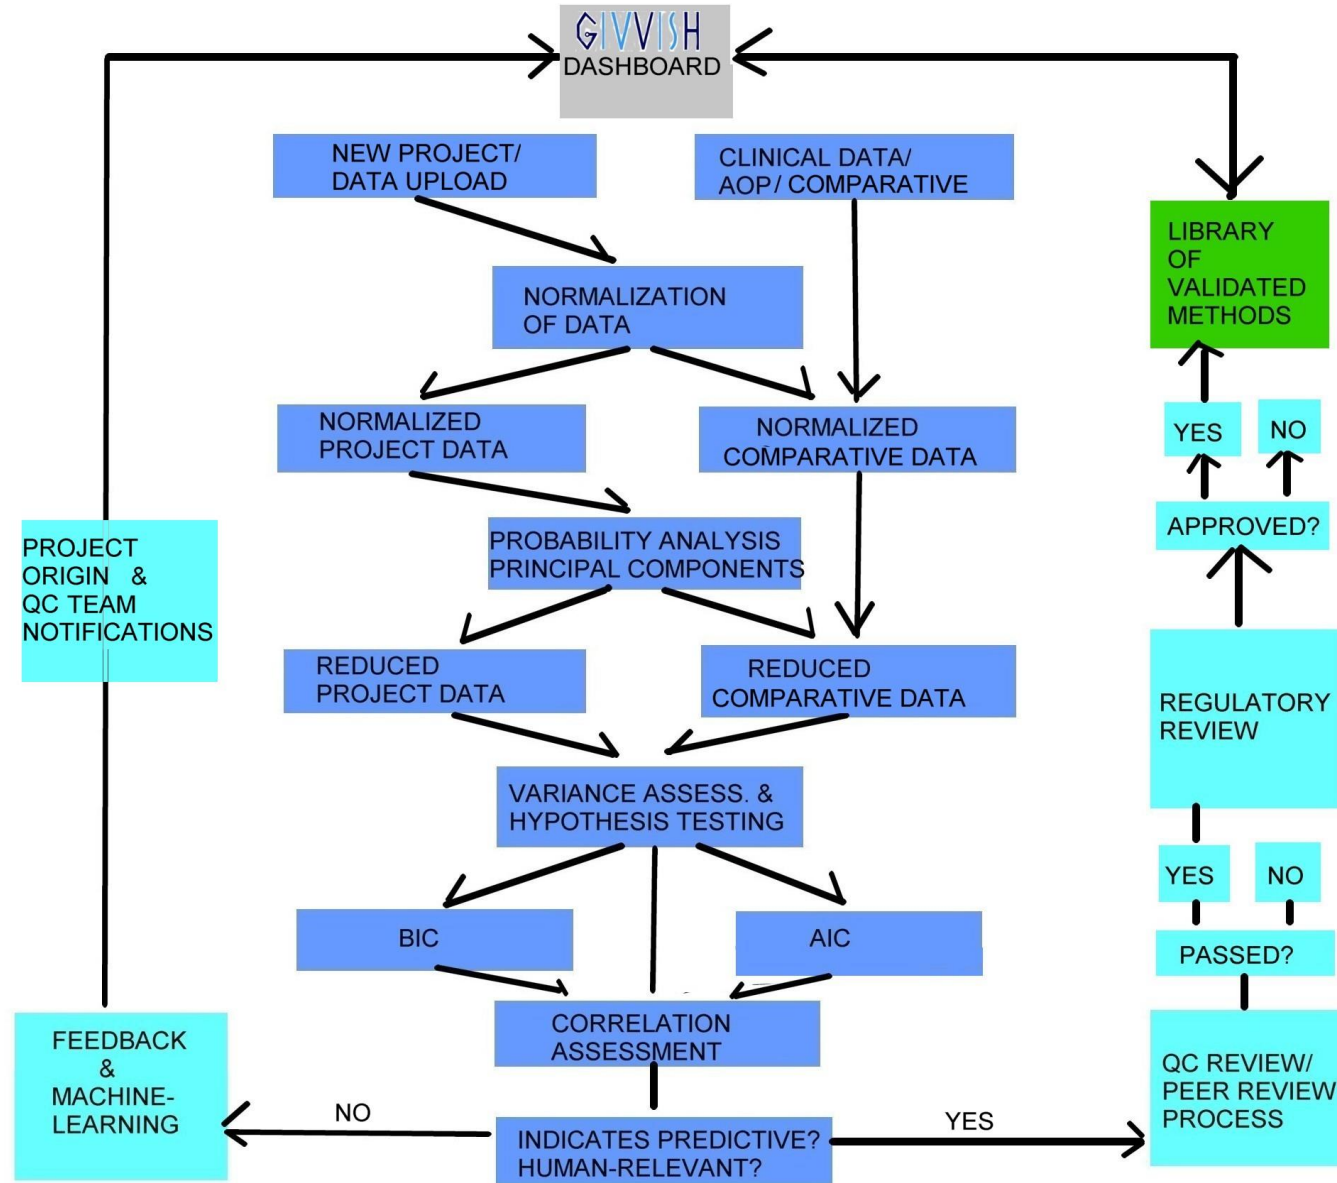 GIVVISH
DASHBOARD
NEW PROJECT/
DATA UPLOAD
CLINICAL DATA/
AOP/ COMPARATIVE
LIBRARY
OF
VALIDATED
METHODS
NORMALIZATION
OF DATA
NORMALIZED
PROJECT DATA
NORMALIZED
COMPARATIVE DATA
YES
NO
APPROVED?
PROJECT
ORIGIN &
QC TEAM
NOTIFICATIONS
PROBABILITY ANALYSIS
PRINCIPAL COMPONENTS
REDUCED
PROJECT DATA
REDUCED
COMPARATIVE DATA
REGULATORY
REVIEW
VARIANCE ASSESS. &
HYPOTHESIS TESTING
YES
NO
BIC
AIC
PASSED?
CORRELATION
ASSESSMENT
FEEDBACK
&
MACHINE-
LEARNING
QC REVIEW/
PEER REVIEW
PROCESS
NO
YES
INDICATES PREDICTIVE?
HUMAN-RELEVANT?